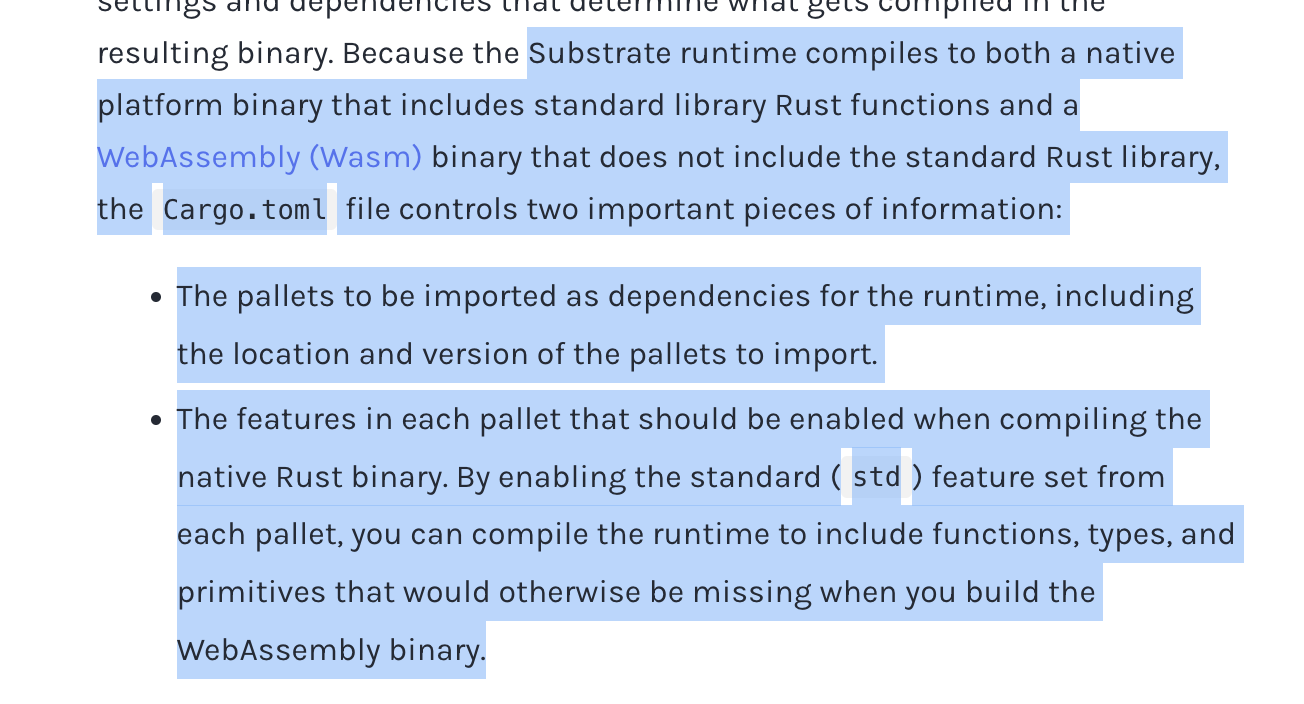 settings and dependencies that determine what gets compiled in the
resulting binary. Because the Substrate runtime compiles to both a native
platform binary that includes standard library Rust functions and a
WebAssembly (Wasm) binary that does not include the standard Rust library,
the Cargo.toml file controls two important pieces of information:
• The pallets to be imported as dependencies for the runtime, including
the location and version of the pallets to import.
• The features in each pallet that should be enabled when compiling the
native Rust binary. By enabling the standard ( std ) feature set from
each pallet, you can compile the runtime to include functions, types, and
primitives that would otherwise be missing when you build the
WebAssembly binary.